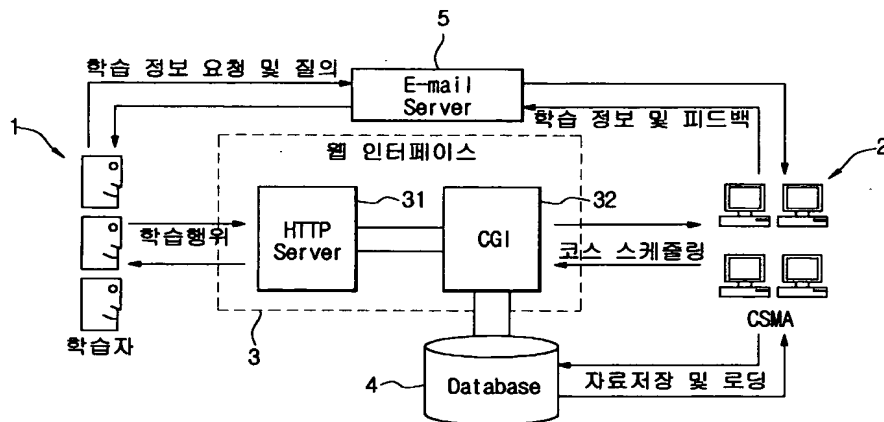 5
학습 정보 요청 및 질의
E-mail
Server
학습 정보 및 피드백
1
2
웹 인터페이스
31
32
HTTP
Server
CGI
학습행위
코스 스케쥴링
학습자
3
CSMA
4
Database
자료저장 및 로딩